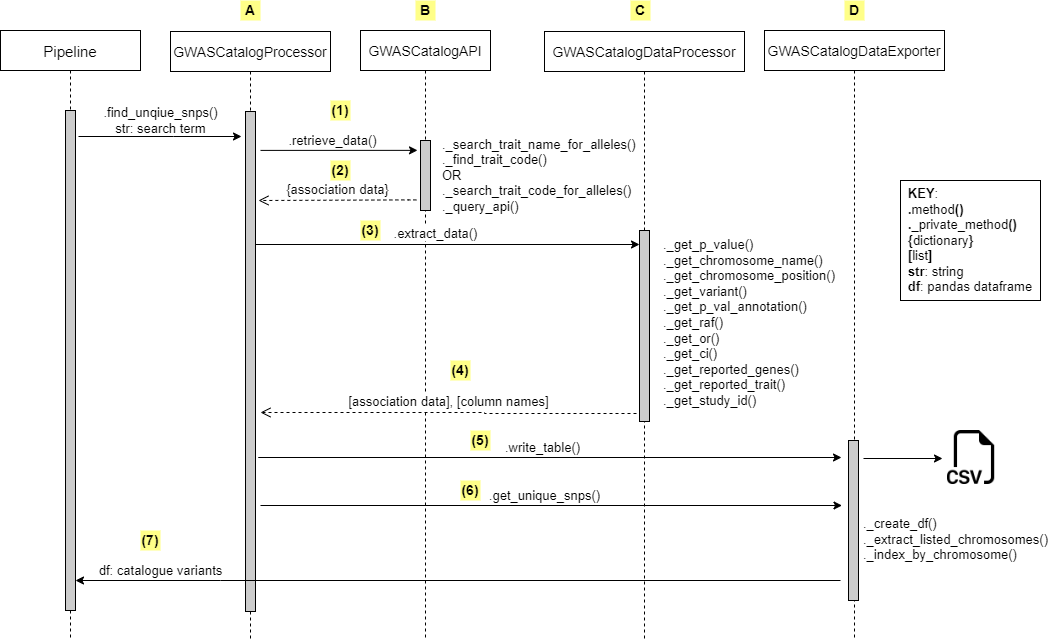 A
B
C
D
Pipeline
GWASCatalogProcessor
GWASCatalogAPI
GWASCatalogDataProcessor
GWASCatalogDataExporter
.find_unqiue_snps()
str: search term
(1)
.retrieve_data()
._search_trait_name_for_alleles()
._find_trait_code()
OR
._search_trait_code_for_alleles()
._query_api()
(2)
{association data}
KEY:
.method()
._private_method()
{dictionary}
[list]
str: string
df: pandas dataframe
(3)
.extract_data()
._get_p_value()
._get_chromosome_name()
._get_chromosome_position()
._get_variant()
._get_p_val_annotation()
._get_raf()
._get_or()
._get_ci()
._get_reported_genes()
._get_reported_trait()
._get_study_id()
(4)
[association data], [column names]
(5)
.write_table()
CSV
(6)
.get_unique_snps()
._create_df()
._extract_listed_chromosomes()
._index_by_chromosome()
(7)
df: catalogue variants